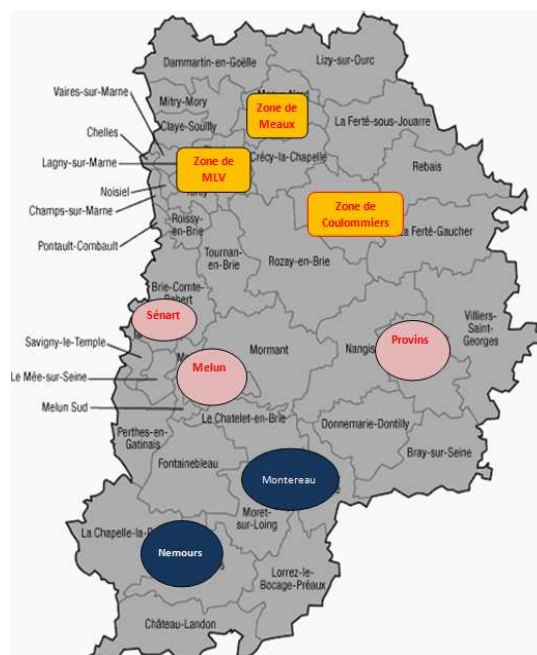 Dammartin-en-Goële
Lizy-sur-Ourc
Vaires-sur-Marne
Mitry-Mory
Zone de
Meaux
Claye-Souilly
La Ferté-sous-Jouarre
Chelles
Crécy-la-Chapelle
Lagny-sur-Marne
Zone de
MLV
Rebais
Noisiel
Champs-sur-Marne
Zone de
Coulommiers
Roissy-
en-Brie
Pontault-Combault
La Ferté-Gaucher
Tournan-
en-Brie
Rozay-en-Brie
Brie-Comte-
Robert
Sénart
Villiers-
Saint-
Georges
Savigny-le-Temple
Mormant
Nangis
Provins
Le Mée-sur-Seine
Melun
Melun Sud
Le Chatelet-en-Brie
Donnemarie-Dontilly
Perthes-en-
Gatinais
Bray-sur-Seine
Fontainebleau
Montereau
Moret-
sur-Loing
La Chapelle-la-
Nemours
Lorrez-le-
Bocage-Préaux
Château-Landon